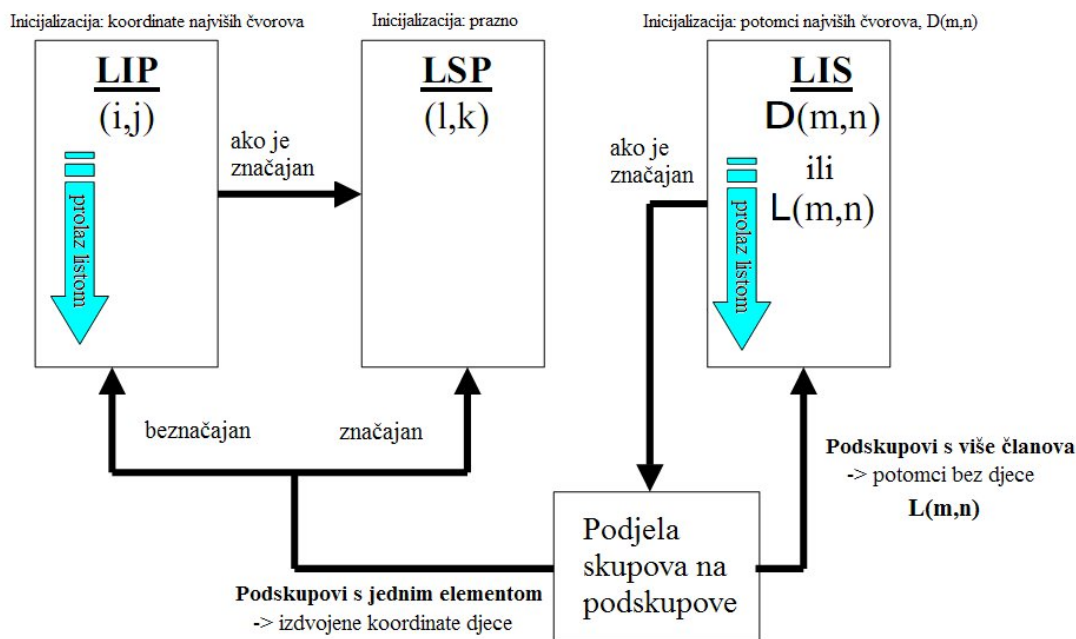 Inicijalizacija: koordinate najviših čvorova
Inicijalizacija: prazno
Inicijalizacija: potomci najviših čvorova, D(m,n)
LIP
(i,j)
prolaz listom
ako je
značajan
LSP
(l,k)
ako je
značajan
LIS
D(m,n)
ili
L(m,n)
prolaz listom
beznačajan
značajan
Podskupovi s više članova
-> potomci bez djece
L(m,n)
Podjela
skupova na
podskupove
Podskupovi s jednim elementom
-> izdvojene koordinate djece